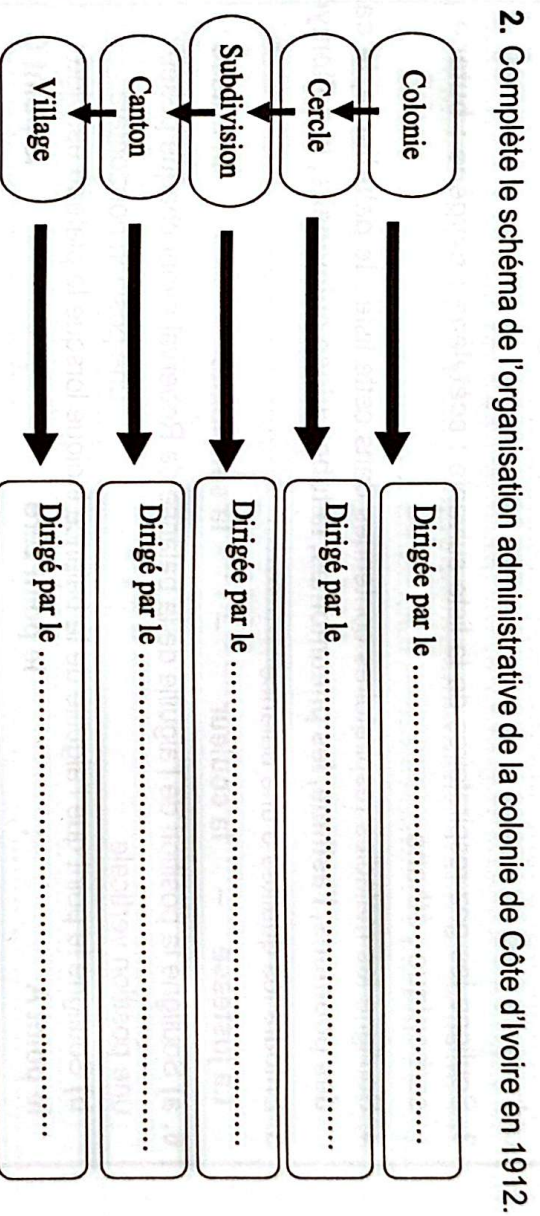 2. Complète le schéma de l'organisation administrative de la colonie de Côte d'Ivoire en 1912.
Colonie
Dirigée par le ........................................
Cercle
Dirigé par le ........................................
Subdivision
Dirigée par le ........................................
Canton
Dirigé par le ........................................
Village
Dirigé par le ........................................